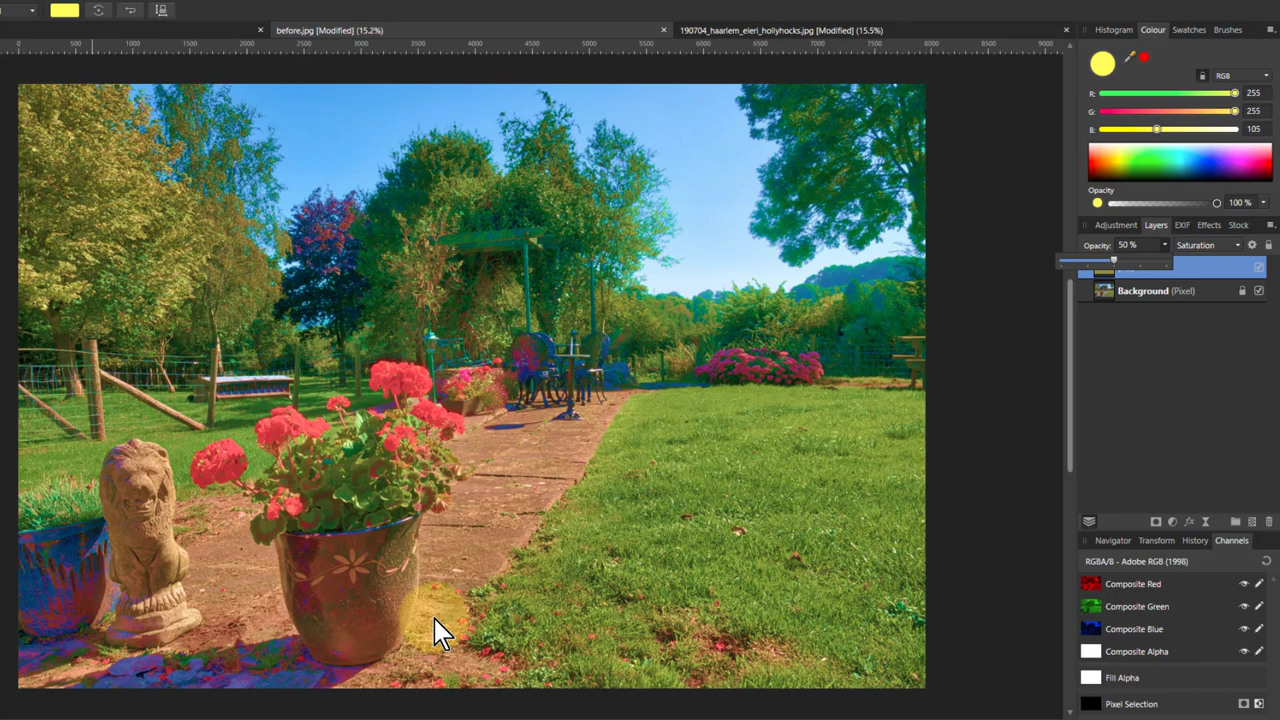 before.jpg [Modified] (15.2%)
190704_haarlem_eleri_hollyhocks.jpg [Modified] (15.5%)
0 500 1000 1500 2000 2500 3000 3500 4000 4500 5000 5500 6000 6500 7000 7500 8000 8500 9000
Histogram Colour Swatches Brushes
RGB
R: 255
G: 255
B: 105
Opacity
100 %
Adjustment Layers EXIF Effects Stock
Opacity: 50 % Saturation
Background (Pixel)
Navigator Transform History Channels
RGBA/8 - Adobe RGB (1998)
Composite Red
Composite Green
Composite Blue
Composite Alpha
Fill Alpha
Pixel Selection